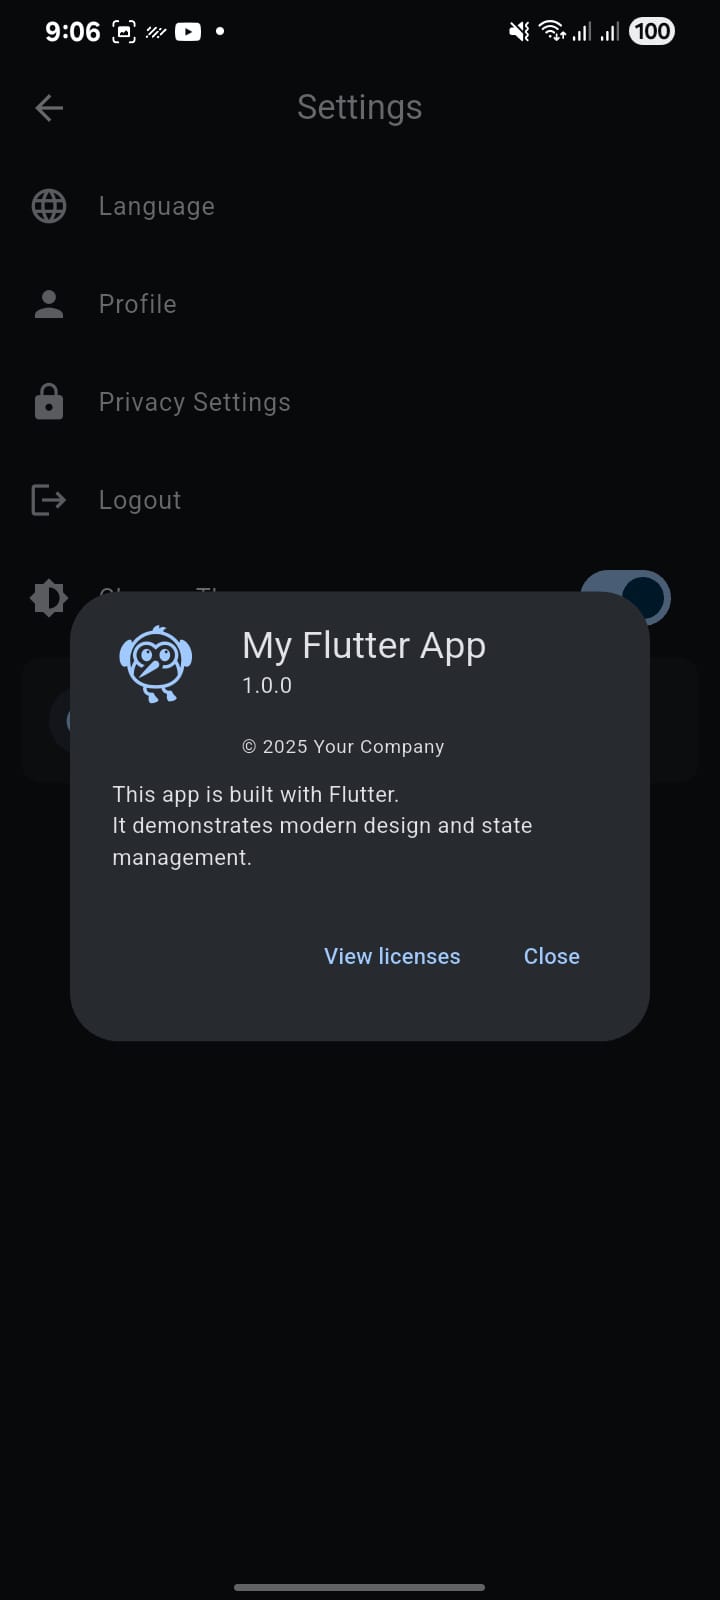 9:06
100
Settings
Language
Profile
Privacy Settings
Logout
My Flutter App
1.0.0
© 2025 Your Company
This app is built with Flutter.
It demonstrates modern design and state
management.
View licenses
Close